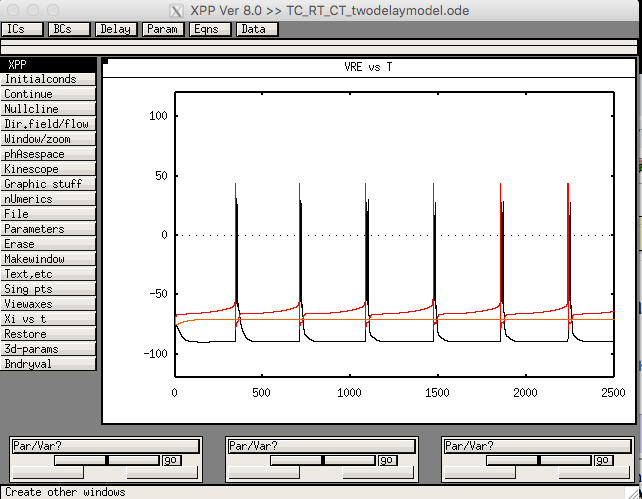 XPP Ver 8.0 >> TC_RT_CT_twodelaymodel.ode
ICs BCs Delay Param Eqns Data
XPP
Initialconds
Continue
Nullcline
Dir.field/flow
Window/zoom
phAsespace
Kinescope
Graphic stuff
nUmerics
File
Parameters
Erase
Makewindow
Text,etc
Sing pts
Viewaxes
Xi vs t
Restore
3d-params
Bndryval
VRE vs T
100
50
0
-50
-100
0 500 1000 1500 2000 2500
Par/Var? Par/Var? Par/Var?
go go go
Create other windows